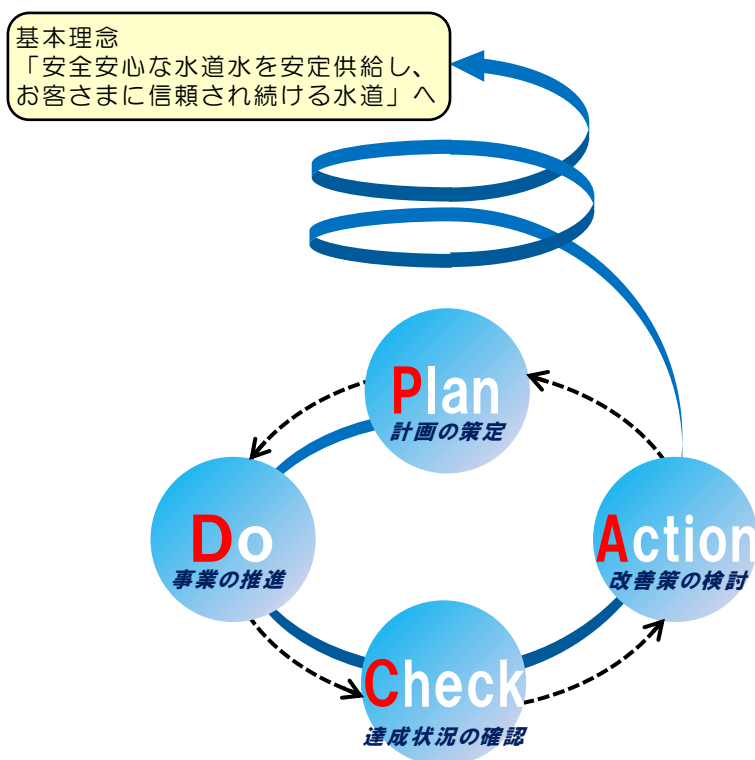 基本理念
「安全安心な水道水を安定供給し、
お客さまに信頼され続ける水道」へ
Plan
計画の策定
Do
事業の推進
Check
達成状況の確認
Action
改善策の検討